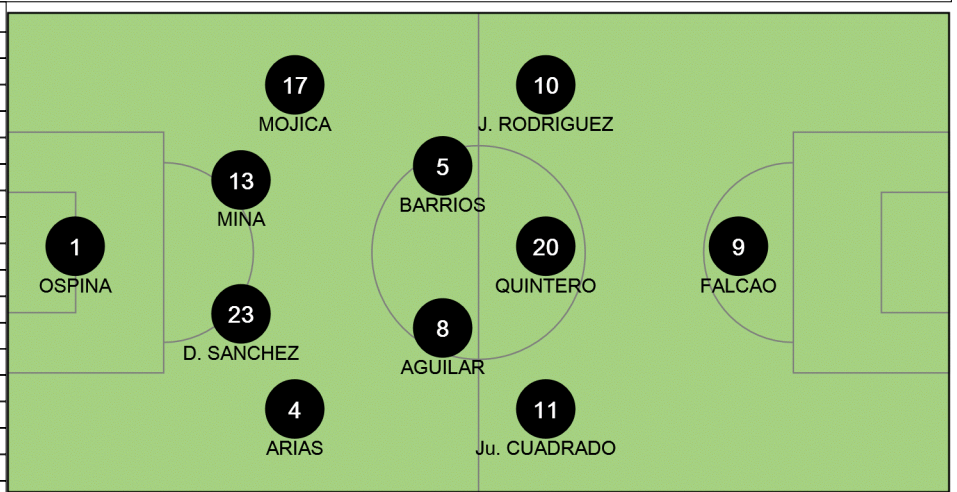 17
MOJICA
10
J. RODRIGUEZ
5
BARRIOS
13
MINA
1
OSPINA
20
QUINTERO
9
FALCAO
23
D. SANCHEZ
8
AGUILAR
4
ARIAS
11
Ju. CUADRADO